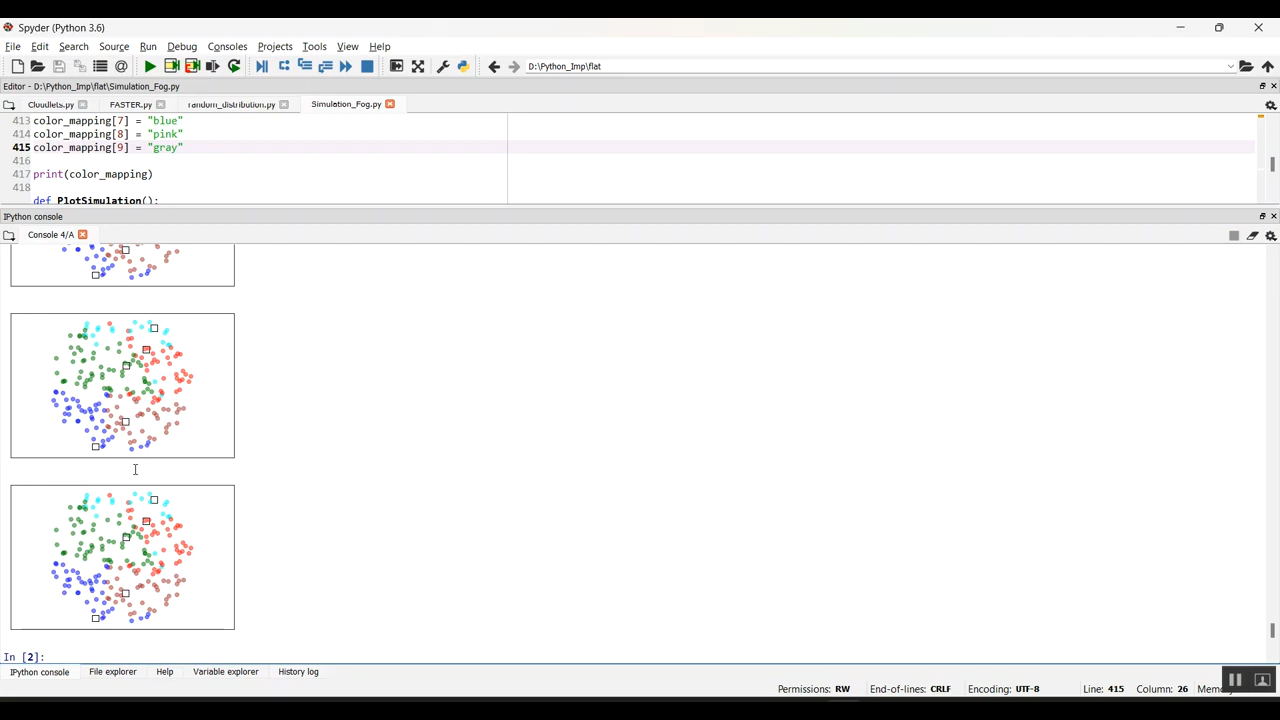 Spyder (Python 3.6)
File Edit Search Source Run Debug Consoles Projects Tools View Help
D:\Python_Imp\flat
Editor - D:\Python_Imp\flat\Simulation_Fog.py
Cloudlets.py FASTER.py random_distribution.py Simulation_Fog.py
413 color_mapping[7] = "blue"
414 color_mapping[8] = "pink"
415 color_mapping[9] = "gray"
416
417 print(color_mapping)
418
def PlotSimulation():
IPython console
Console 4/A
In [2]:
IPython console File explorer Help Variable explorer History log
Permissions: RW End-of-lines: CRLF Encoding: UTF-8 Line: 415 Column: 26